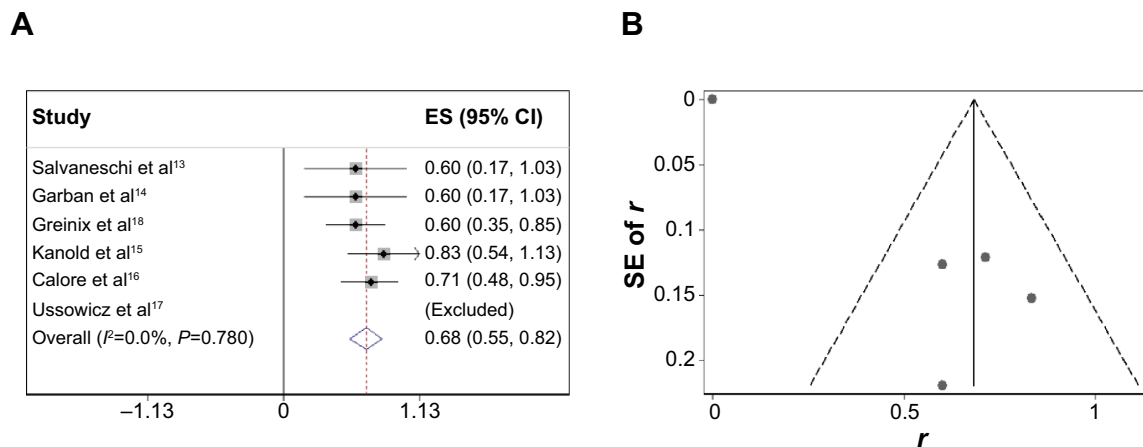 A
Study ES (95% CI)
Salvaneschi et al¹³ 0.60 (0.17, 1.03)
Garban et al¹⁴ 0.60 (0.17, 1.03)
Greinix et al¹⁸ 0.60 (0.35, 0.85)
Kanold et al¹⁵ 0.83 (0.54, 1.13)
Calore et al¹⁶ 0.71 (0.48, 0.95)
Ussowicz et al¹⁷ (Excluded)
Overall (I²=0.0%, P=0.780) 0.68 (0.55, 0.82)
–1.13 0 1.13
B
SE of r
0
0.05
0.1
0.15
0.2
0 0.5 1
r